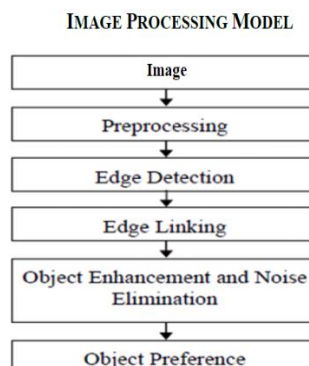 IMAGE PROCESSING MODEL
Image
Preprocessing
Edge Detection
Edge Linking
Object Enhancement and Noise
Elimination
Object Preference